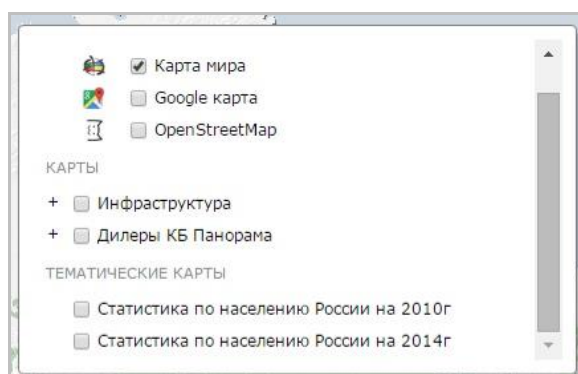 Карта мира
Google карта
OpenStreetMap
КАРТЫ
+ Инфраструктура
+ Дилеры КБ Панорама
ТЕМАТИЧЕСКИЕ КАРТЫ
Статистика по населению России на 2010г
Статистика по населению России на 2014г